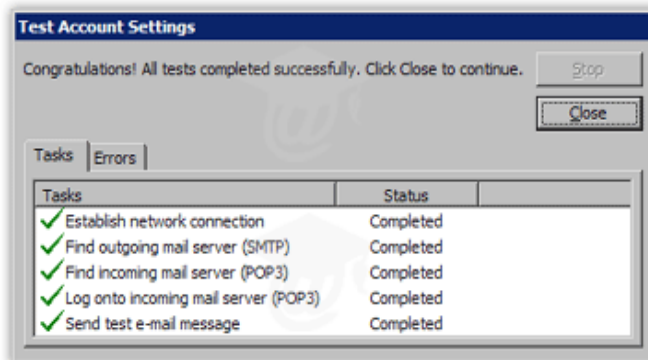 Test Account Settings
Congratulations! All tests completed successfully. Click Close to continue.
Stop
Close
Tasks Errors
Tasks Status
Establish network connection Completed
Find outgoing mail server (SMTP) Completed
Find incoming mail server (POP3) Completed
Log onto incoming mail server (POP3) Completed
Send test e-mail message Completed